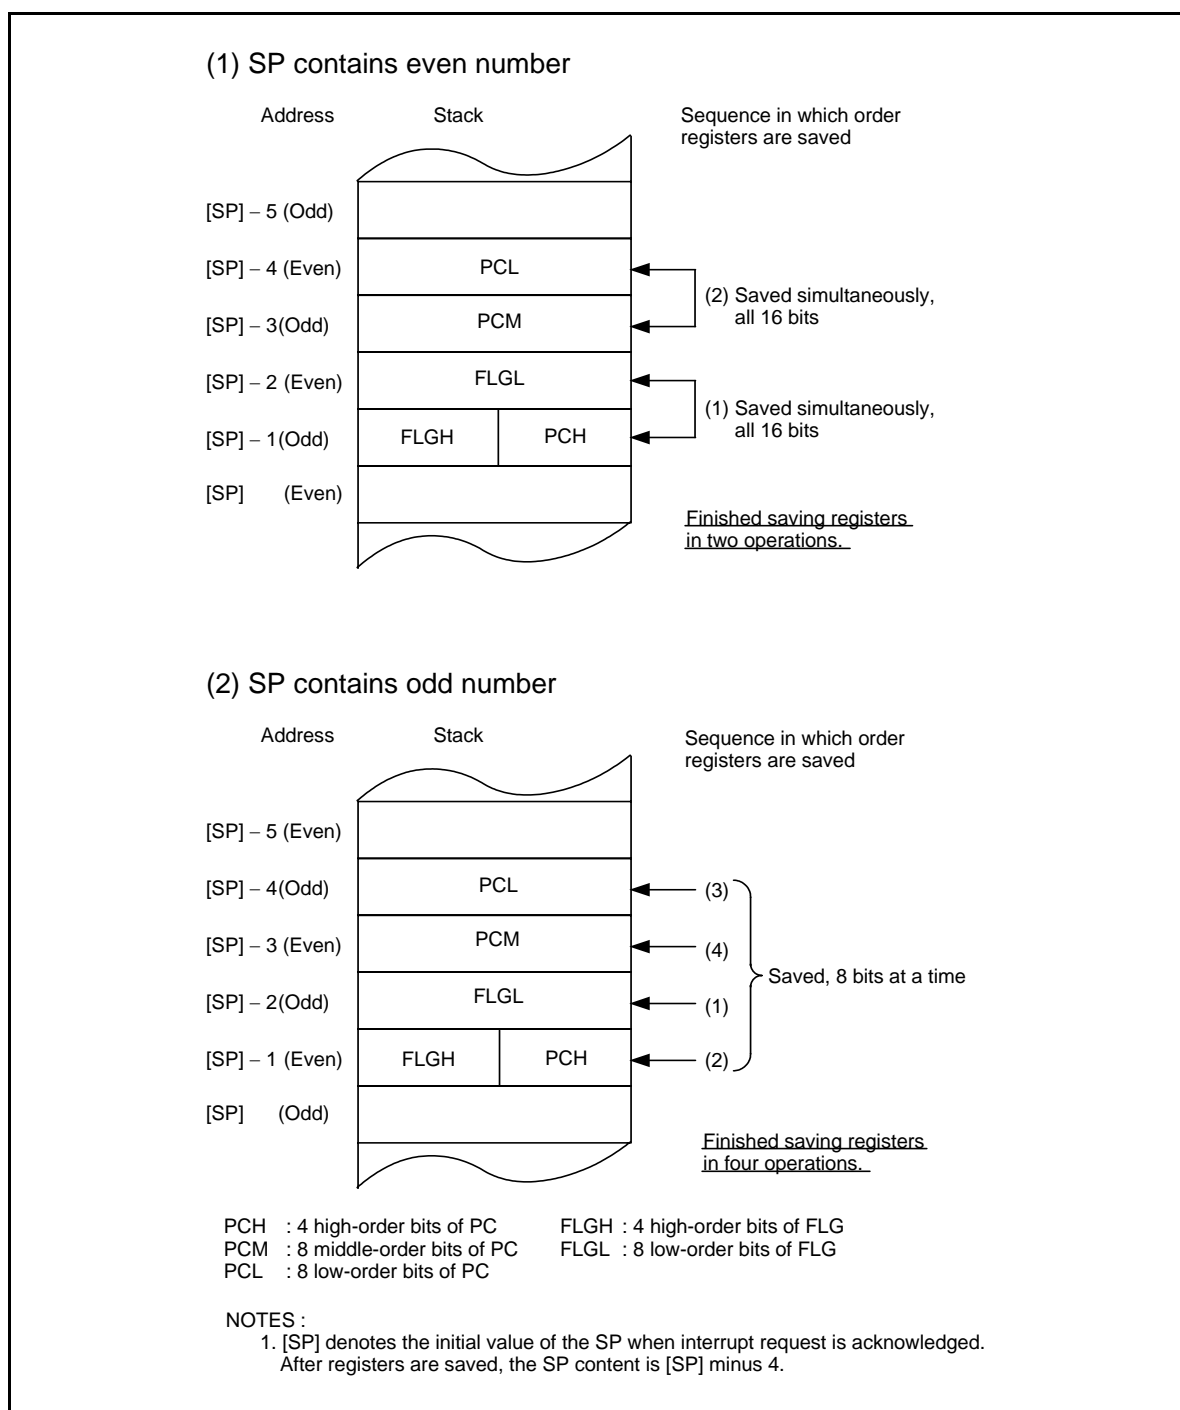 (1) SP contains even number
Address Stack Sequence in which order
registers are saved
[SP] – 5 (Odd)
[SP] – 4 (Even) PCL
(2) Saved simultaneously,
all 16 bits
[SP] – 3(Odd) PCM
[SP] – 2 (Even) FLGL
(1) Saved simultaneously,
all 16 bits
[SP] – 1(Odd) FLGH PCH
[SP] (Even)
Finished saving registers
in two operations.
(2) SP contains odd number
Address Stack Sequence in which order
registers are saved
[SP] – 5 (Even)
[SP] – 4(Odd) PCL (3)
[SP] – 3 (Even) PCM (4)
Saved, 8 bits at a time
[SP] – 2(Odd) FLGL (1)
[SP] – 1 (Even) FLGH PCH (2)
[SP] (Odd)
Finished saving registers
in four operations.
PCH : 4 high-order bits of PC FLGH : 4 high-order bits of FLG
PCM : 8 middle-order bits of PC FLGL : 8 low-order bits of FLG
PCL : 8 low-order bits of PC
NOTES :
1. [SP] denotes the initial value of the SP when interrupt request is acknowledged.
After registers are saved, the SP content is [SP] minus 4.